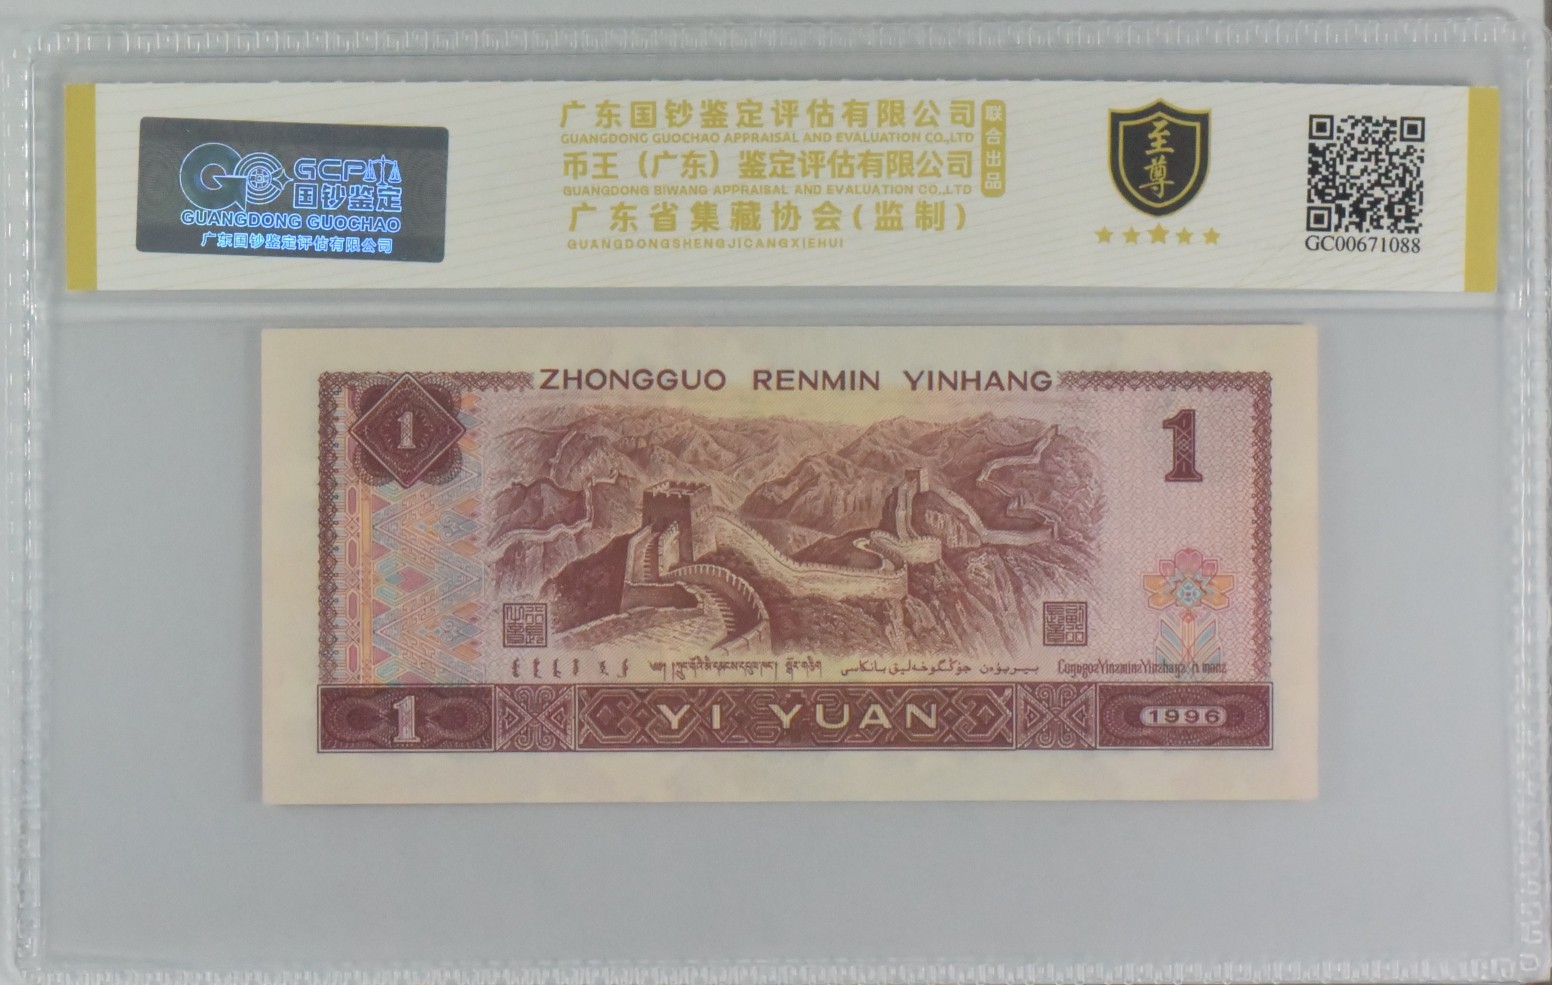 GCP
国钞鉴定
GUANGDONG GUOCHAO
广东国钞鉴定评估有限公司
广东国钞鉴定评估有限公司
GUANGDONG GUOCHAO APPRAISAL AND EVALUATION CO.,LTD
币王（广东）鉴定评估有限公司
GUANGDONG BIWANG APPRAISAL AND EVALUATION CO.,LTD
广东省集藏协会(监制)
GUANGDONGSHENGJICANGXIEHUI
联合出品
至尊
GC00671088
ZHONGGUO RENMIN YINHANG
1
1
1
YI YUAN
1996